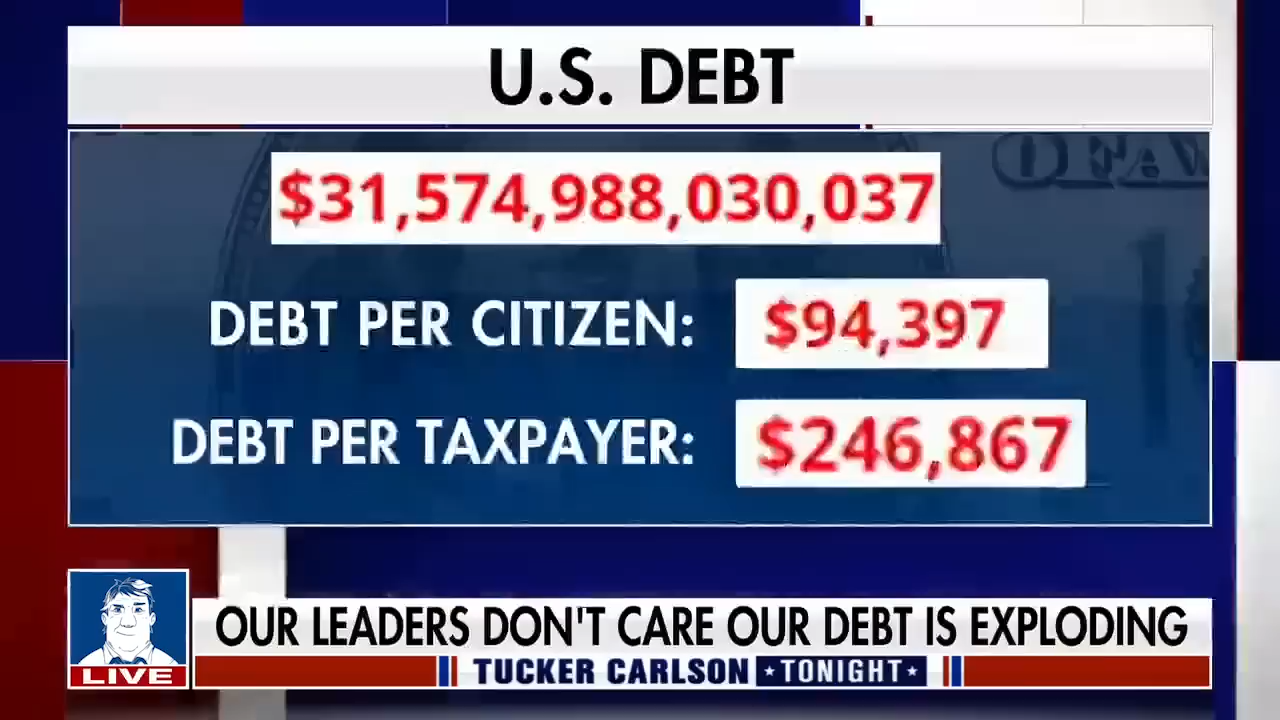 U.S. DEBT
$31,574,988,030,037
DEBT PER CITIZEN: $94,397
DEBT PER TAXPAYER: $246,867
OUR LEADERS DON'T CARE OUR DEBT IS EXPLODING
LIVE
TUCKER CARLSON TONIGHT